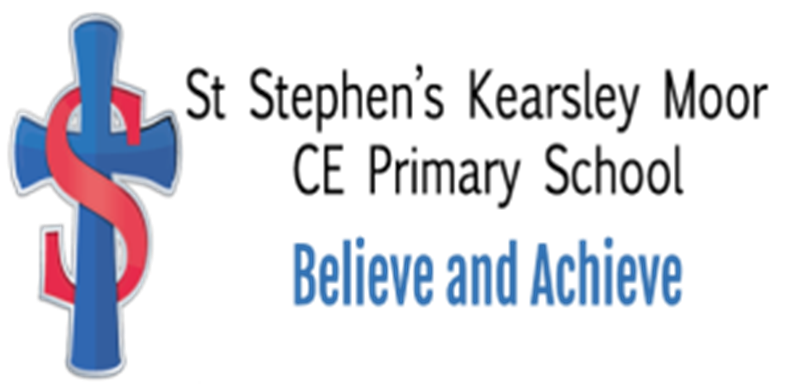 St Stephen's Kearsley Moor
CE Primary School
Believe and Achieve
S